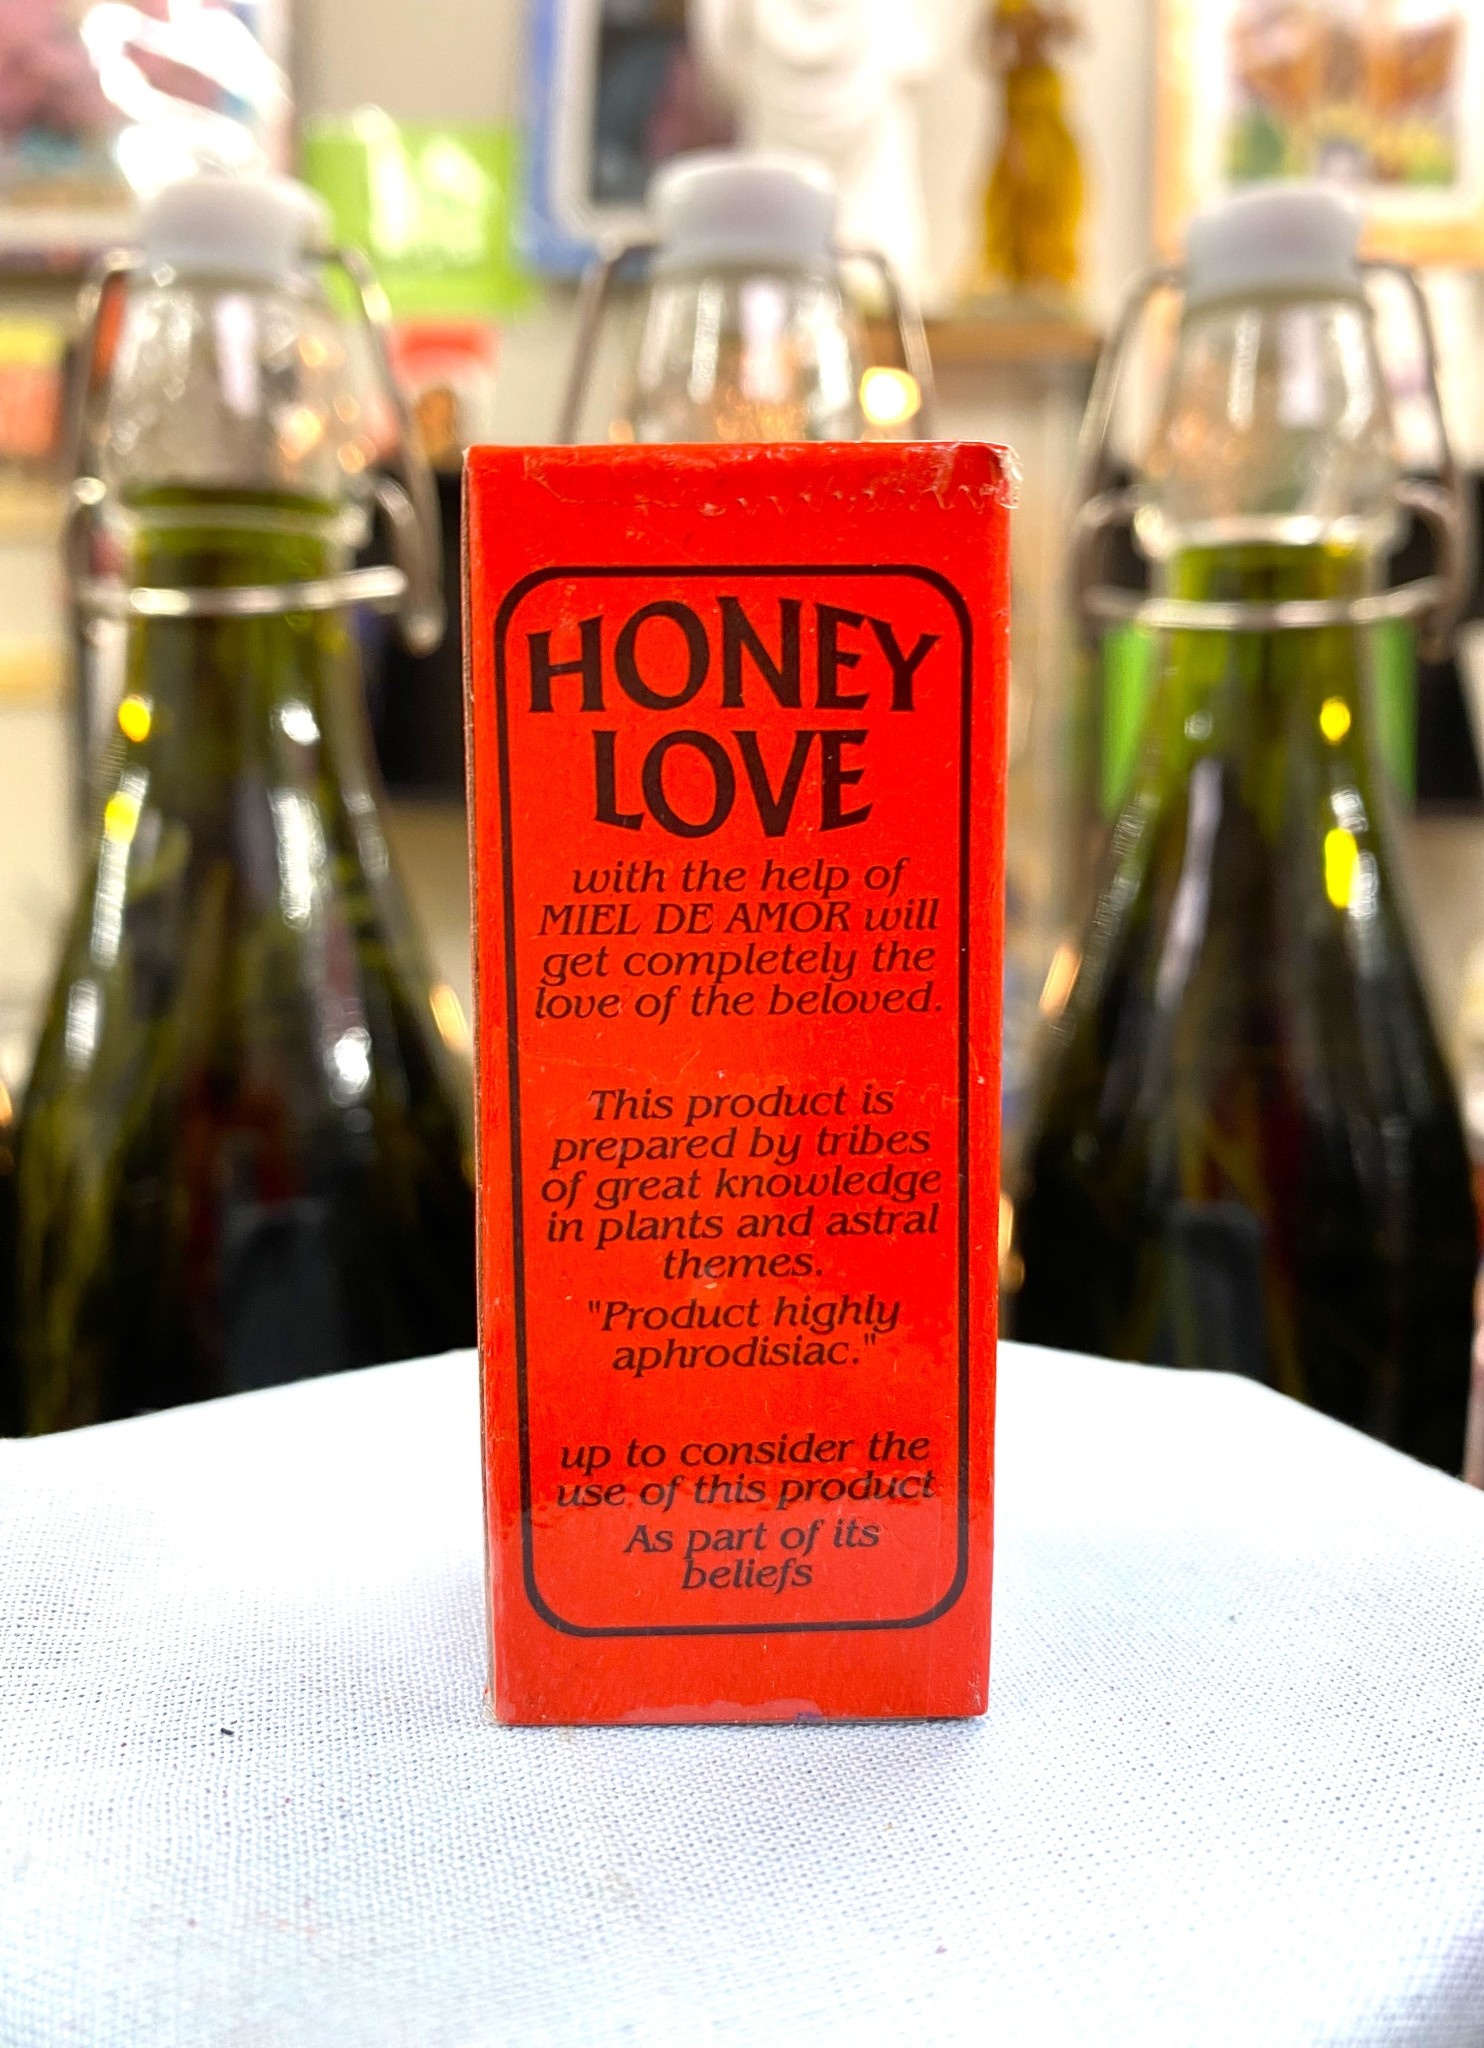 HONEY
LOVE
with the help of
MIEL DE AMOR will
get completely the
love of the beloved.
This product is
prepared by tribes
of great knowledge
in plants and astral
themes.
"Product highly
aphrodisiac."
up to consider the
use of this product
As part of its
beliefs